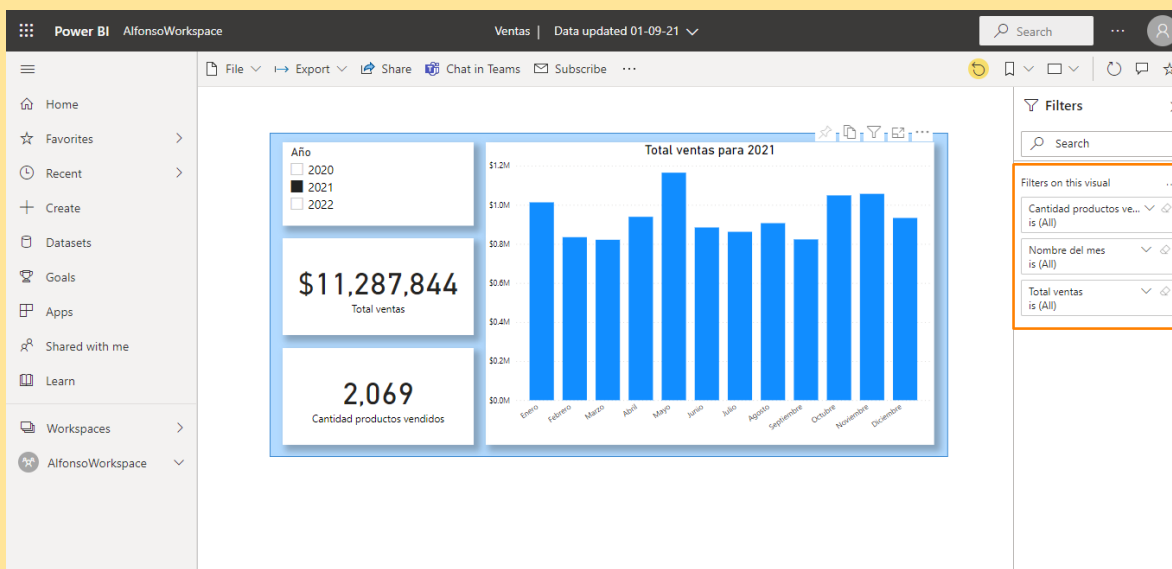 Power BI AlfonsoWorkspace
Ventas | Data updated 01-09-21
Search
File Export Share Chat in Teams Subscribe
Home
Favorites
Recent
Create
Datasets
Goals
Apps
Shared with me
Learn
Workspaces
AlfonsoWorkspace
Año
2020
2021
2022
$11,287,844
Total ventas
2,069
Cantidad productos vendidos
Total ventas para 2021
$1.2M
$1.0M
$0.8M
$0.6M
$0.4M
$0.2M
$0.0M
Enero Febrero Marzo Abril Mayo Junio Julio Agosto Septiembre Octubre Noviembre Diciembre
Filters
Search
Filters on this visual
Cantidad productos ve...
is (All)
Nombre del mes
is (All)
Total ventas
is (All)